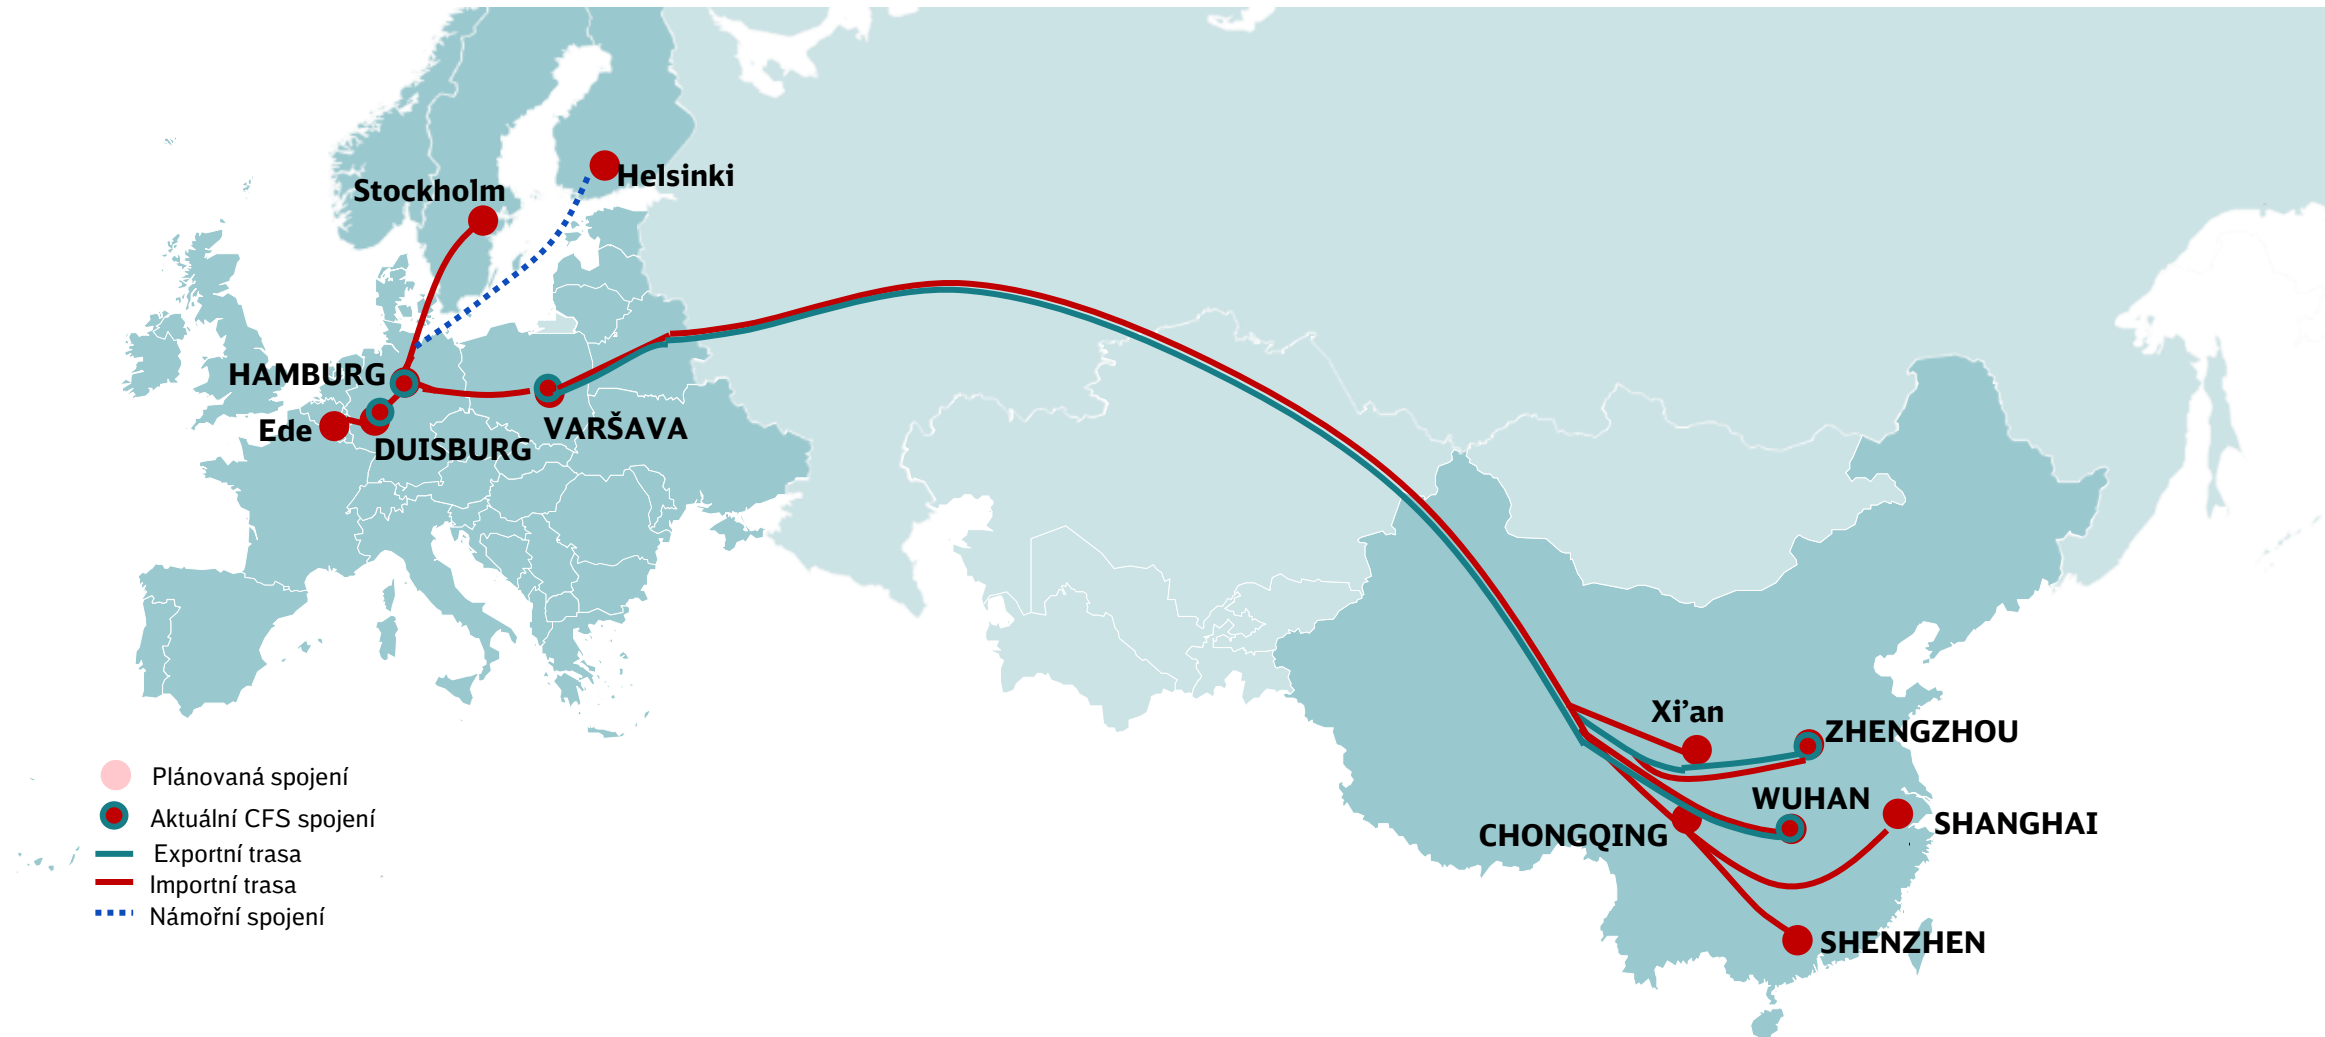 Helsinki
Stockholm
HAMBURG
Ede
VARŠAVA
DUISBURG
Xi’an
ZHENGZHOU
WUHAN
SHANGHAI
CHONGQING
SHENZHEN
Plánovaná spojení
Aktuální CFS spojení
Exportní trasa
Importní trasa
Námořní spojení